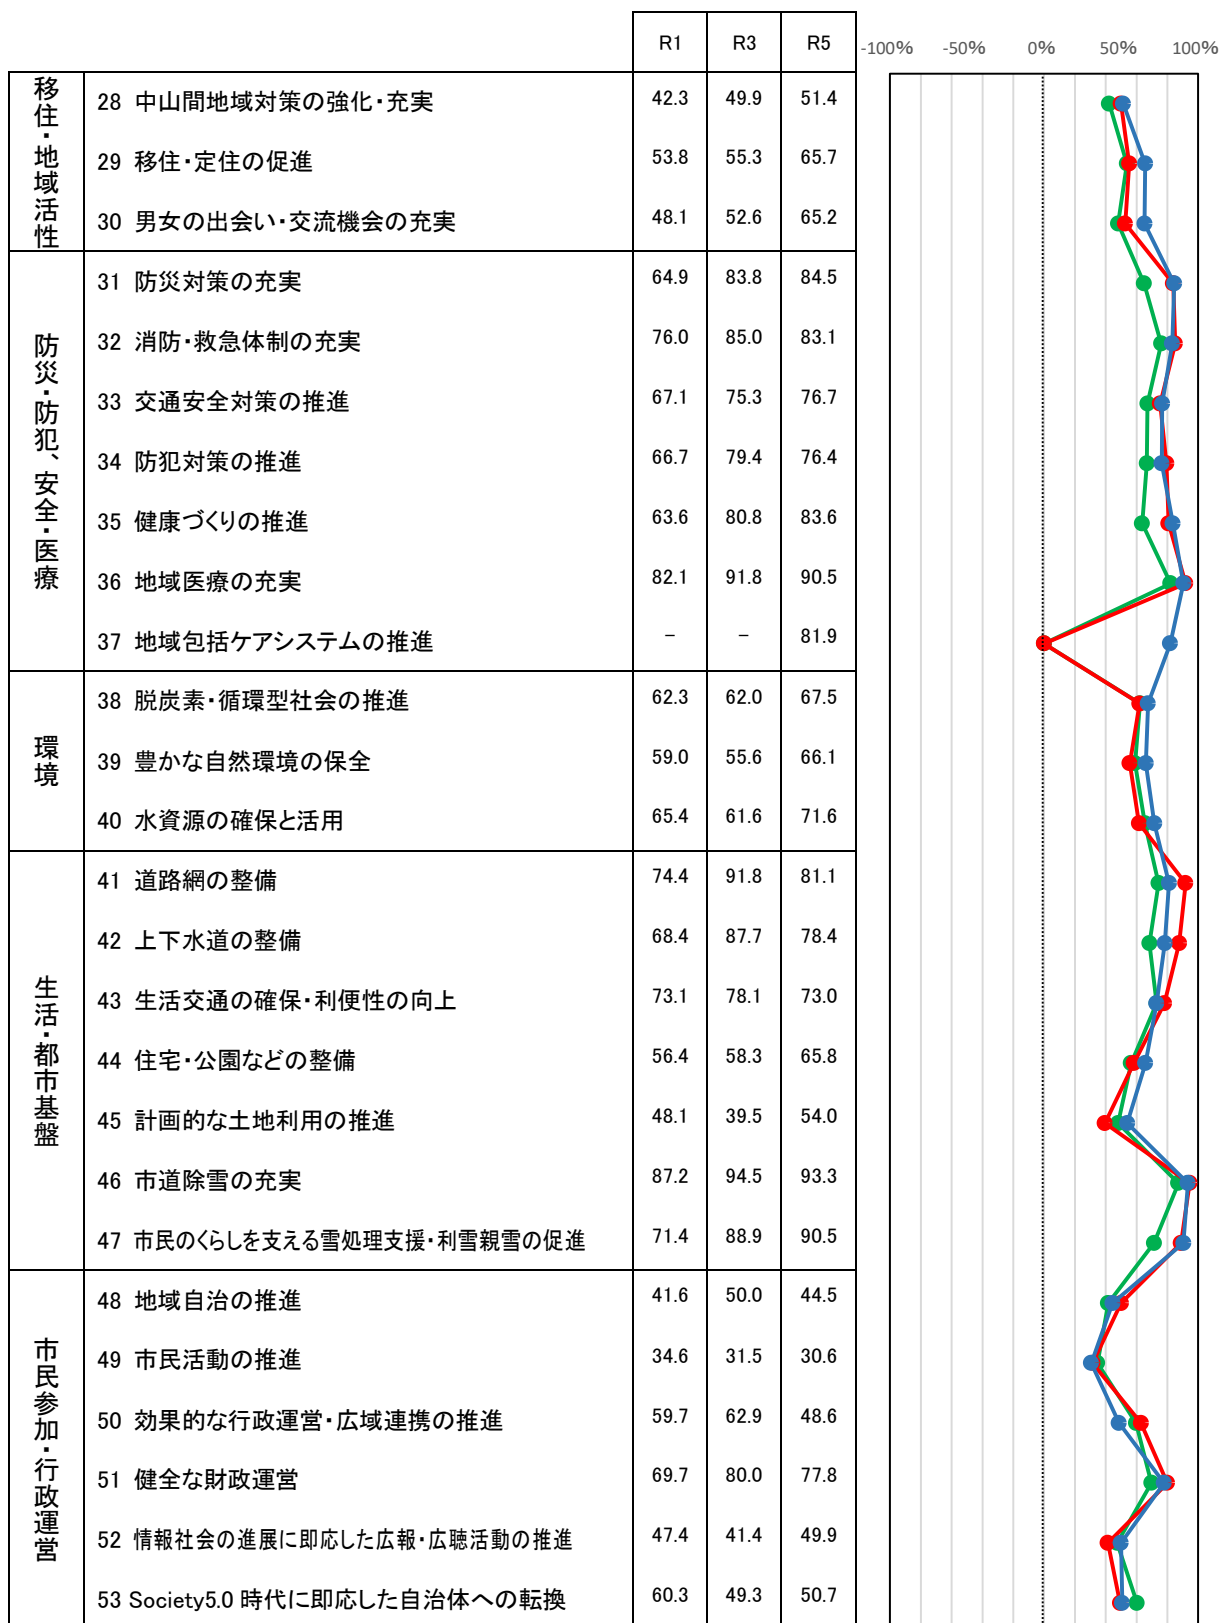 R1 R3 R5 -100% -50% 0% 50% 100%
移住・地域活性
28 中山間地域対策の強化・充実 42.3 49.9 51.4
29 移住・定住の促進 53.8 55.3 65.7
30 男女の出会い・交流機会の充実 48.1 52.6 65.2
防災・防犯、安全・医療
31 防災対策の充実 64.9 83.8 84.5
32 消防・救急体制の充実 76.0 85.0 83.1
33 交通安全対策の推進 67.1 75.3 76.7
34 防犯対策の推進 66.7 79.4 76.4
35 健康づくりの推進 63.6 80.8 83.6
36 地域医療の充実 82.1 91.8 90.5
37 地域包括ケアシステムの推進 － － 81.9
環境
38 脱炭素・循環型社会の推進 62.3 62.0 67.5
39 豊かな自然環境の保全 59.0 55.6 66.1
40 水資源の確保と活用 65.4 61.6 71.6
生活・都市基盤
41 道路網の整備 74.4 91.8 81.1
42 上下水道の整備 68.4 87.7 78.4
43 生活交通の確保・利便性の向上 73.1 78.1 73.0
44 住宅・公園などの整備 56.4 58.3 65.8
45 計画的な土地利用の推進 48.1 39.5 54.0
46 市道除雪の充実 87.2 94.5 93.3
47 市民のくらしを支える雪処理支援・利雪親雪の促進 71.4 88.9 90.5
市民参加・行政運営
48 地域自治の推進 41.6 50.0 44.5
49 市民活動の推進 34.6 31.5 30.6
50 効果的な行政運営・広域連携の推進 59.7 62.9 48.6
51 健全な財政運営 69.7 80.0 77.8
52 情報社会の進展に即応した広報・広聴活動の推進 47.4 41.4 49.9
53 Society5.0 時代に即応した自治体への転換 60.3 49.3 50.7